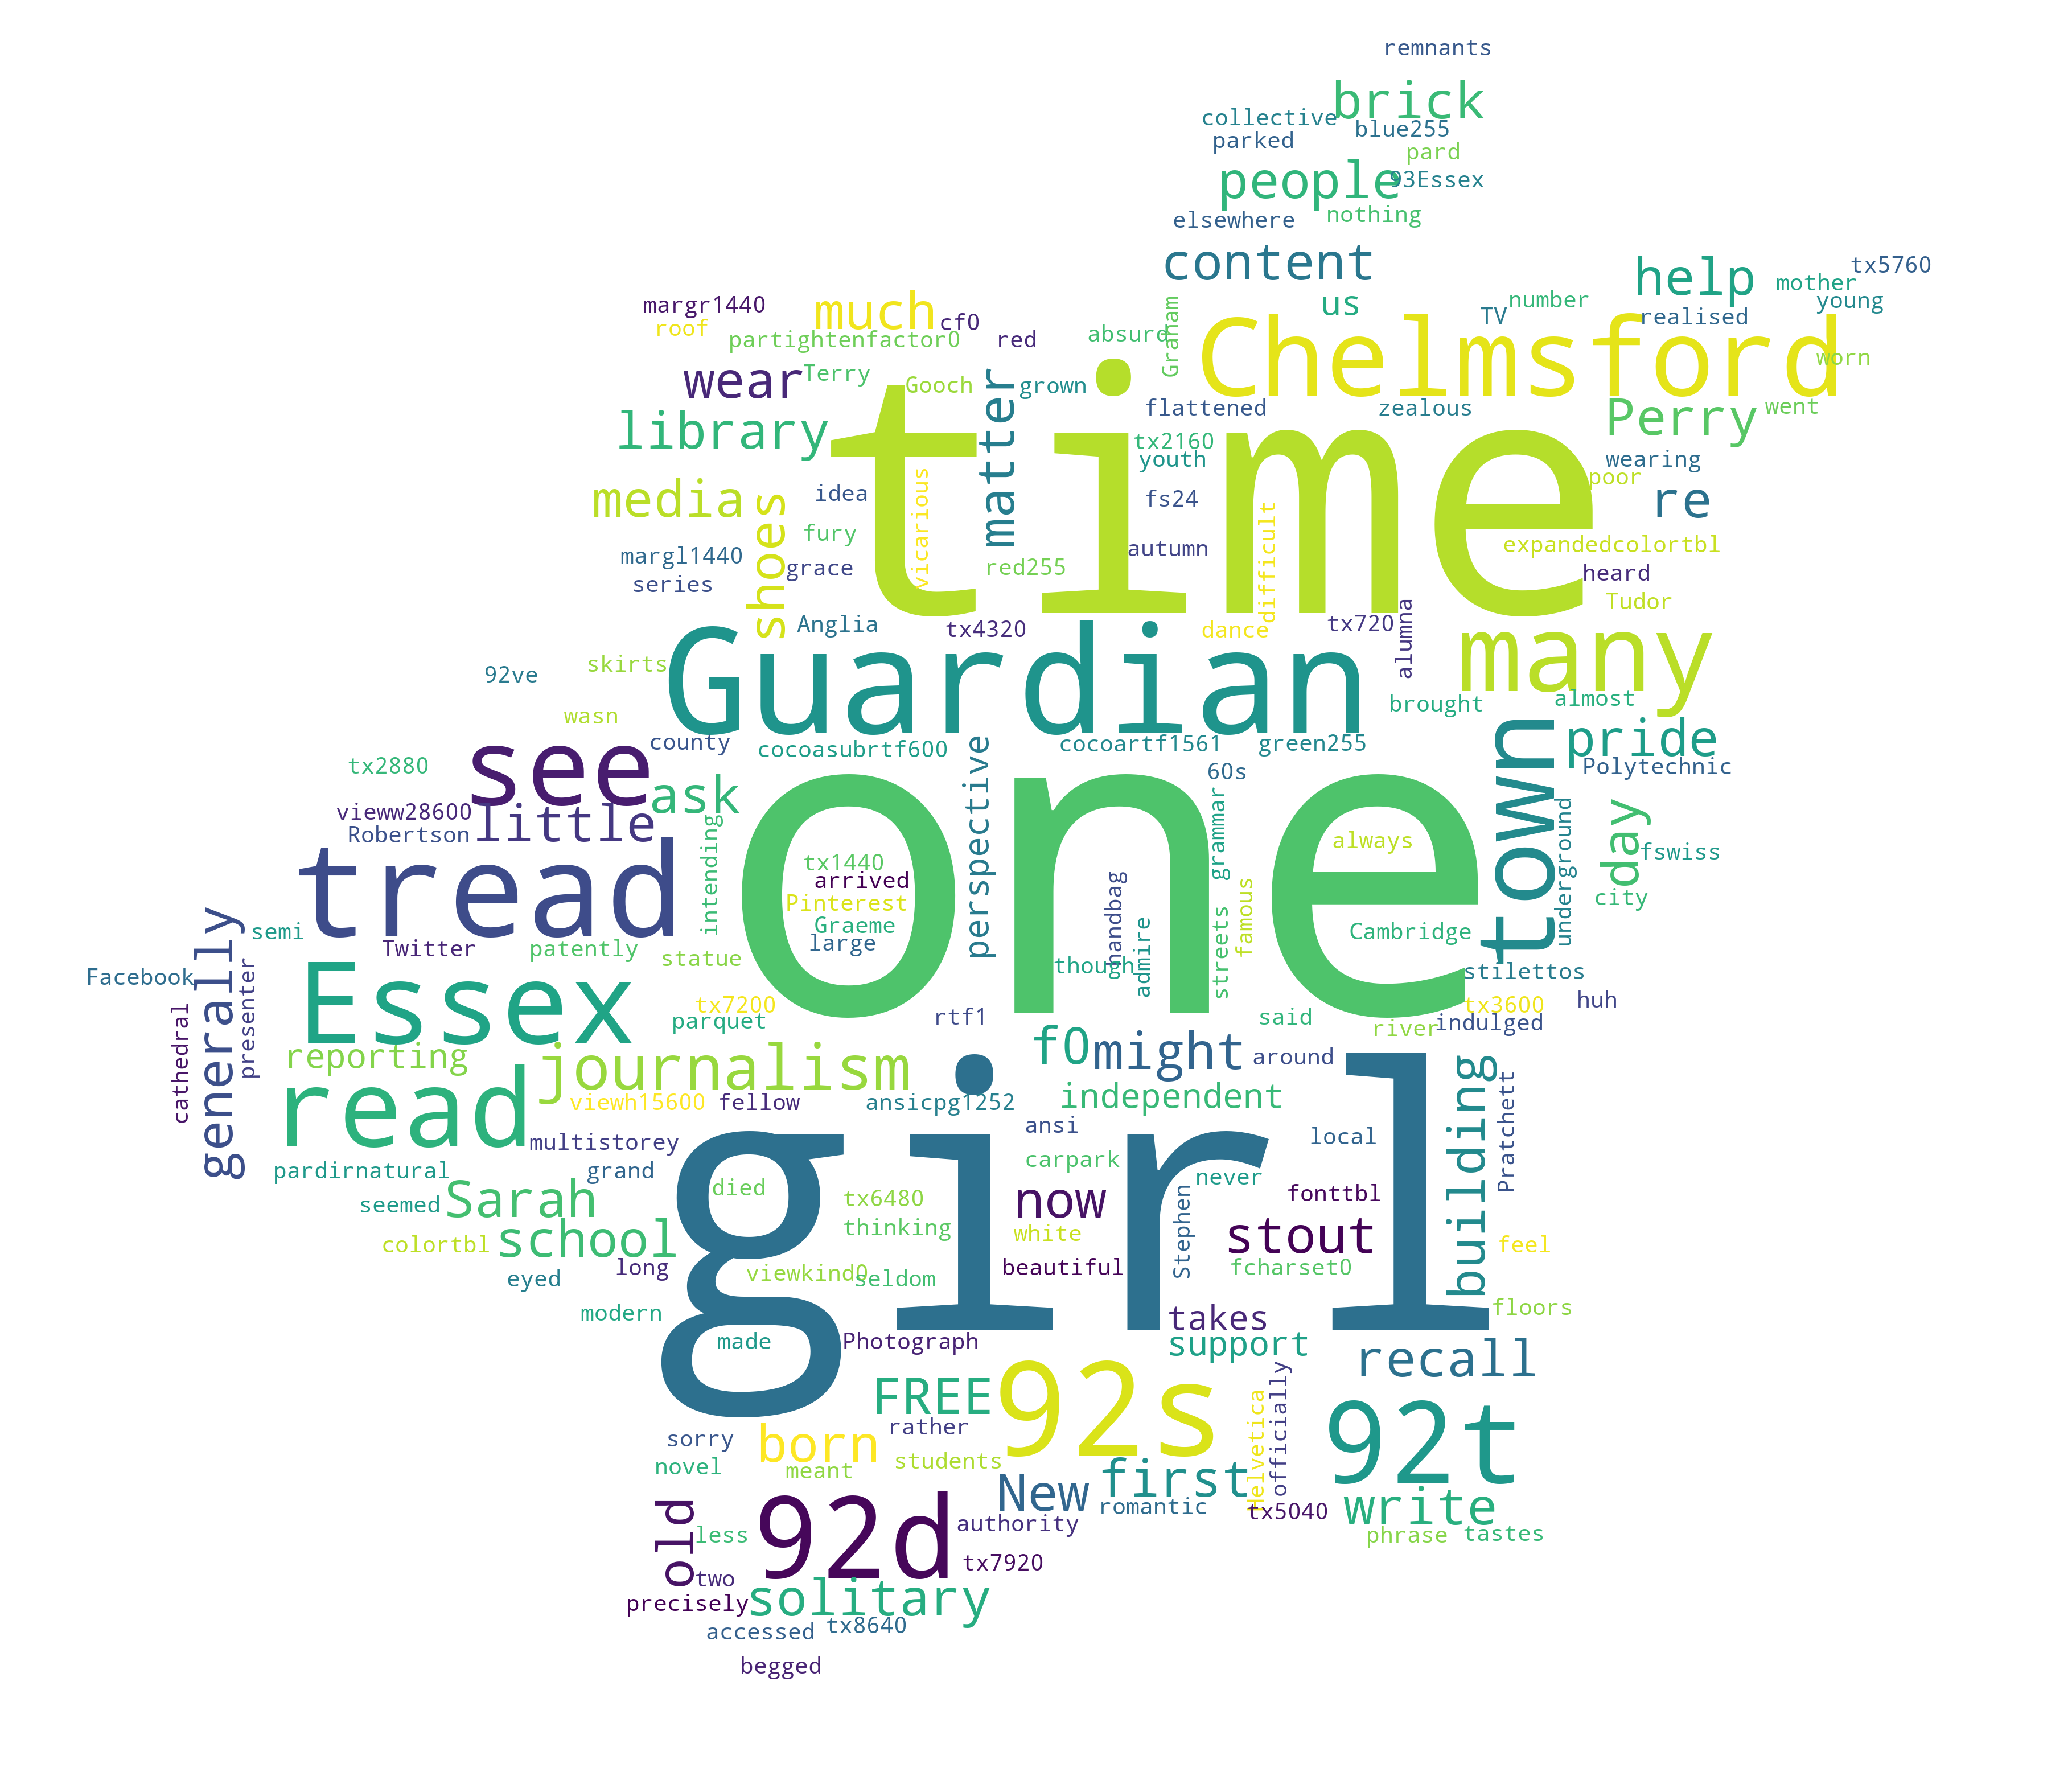 remnants
brick
collective
blue255
parked
pard
people
93Essex
elsewhere
nothing
content
help
tx5760
mother
margr1440
much
Graham
us
number
young
roof
cf0
TV
realised
partightenfactor0
red
absurd
Chelmsford
worn
wear
Terry
Gooch
grown
time
matter
flattened
zealous
Perry
went
library
tx2160
youth
wearing
media
shoes
idea
vicarious
fs24
difficult
poor
re
fury
autumn
expandedcolortbl
margl1440
grace
red255
heard
series
Tudor
Anglia
tx4320
dance
tx720
alumna
many
Guardian
92ve
skirts
brought
almost
wasn
county
cocoasubrtf600
cocoartf1561
green255
town
pride
see
tx2880
ask
perspective
60s
Polytechnic
vieww28600
little
Robertson
intending
one
grammar
always
underground
day
fswiss
tread
tx1440
arrived
Pinterest
Graeme
large
handbag
famous
city
generally
semi
Twitter
patently
statue
though
admire
streets
Cambridge
Facebook
presenter
stilettos
cathedral
Essex
tx7200
parquet
rtf1
said
tx3600
huh
river
indulged
reporting
journalism
f0
might
around
read
viewh15600
fellow
ansicpg1252
independent
building
Pratchett
multistorey
girl
ansi
local
pardirnatural
grand
carpark
never
seemed
Sarah
died
tx6480
now
Stephen
fonttbl
thinking
white
stout
colortbl
school
feel
eyed
long
viewkind0
seldom
beautiful
fcharset0
modern
floors
made
Photograph
takes
support
recall
FREE
92s
Helvetica
officially
92t
sorry
born
rather
novel
meant
students
New
first
old
92d
romantic
tx5040
write
less
authority
phrase
tastes
two
tx7920
precisely
solitary
accessed
tx8640
begged